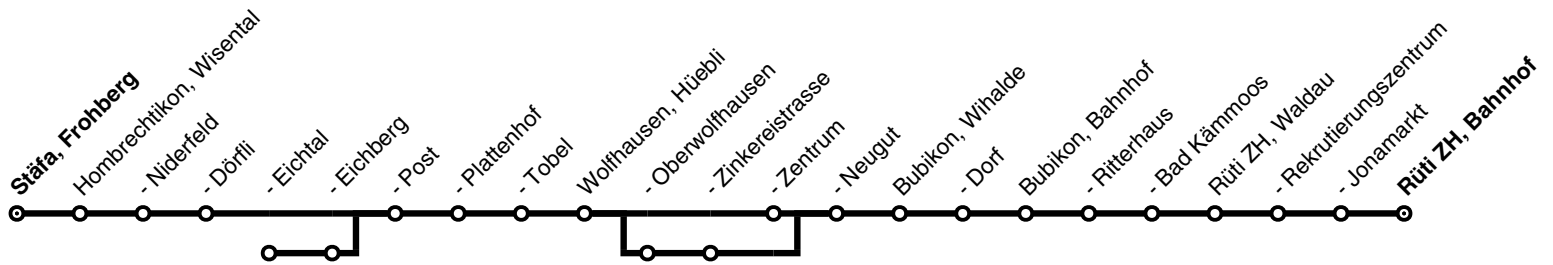 Stäfa, Frohberg
Hombrechtikon, Wisental
- Niderfeld
- Dörfli
- Eichtal
- Eichberg
- Post
- Plattenhof
- Tobel
Wolfhausen, Hüebli
- Oberwolfhausen
- Zinkereistrasse
- Zentrum
- Neugut
Bubikon, Wihalde
- Dorf
Bubikon, Bahnhof
- Ritterhaus
- Bad Kämmoos
Rüti ZH, Waldau
- Rekrutierungszentrum
- Jonamarkt
Rüti ZH, Bahnhof